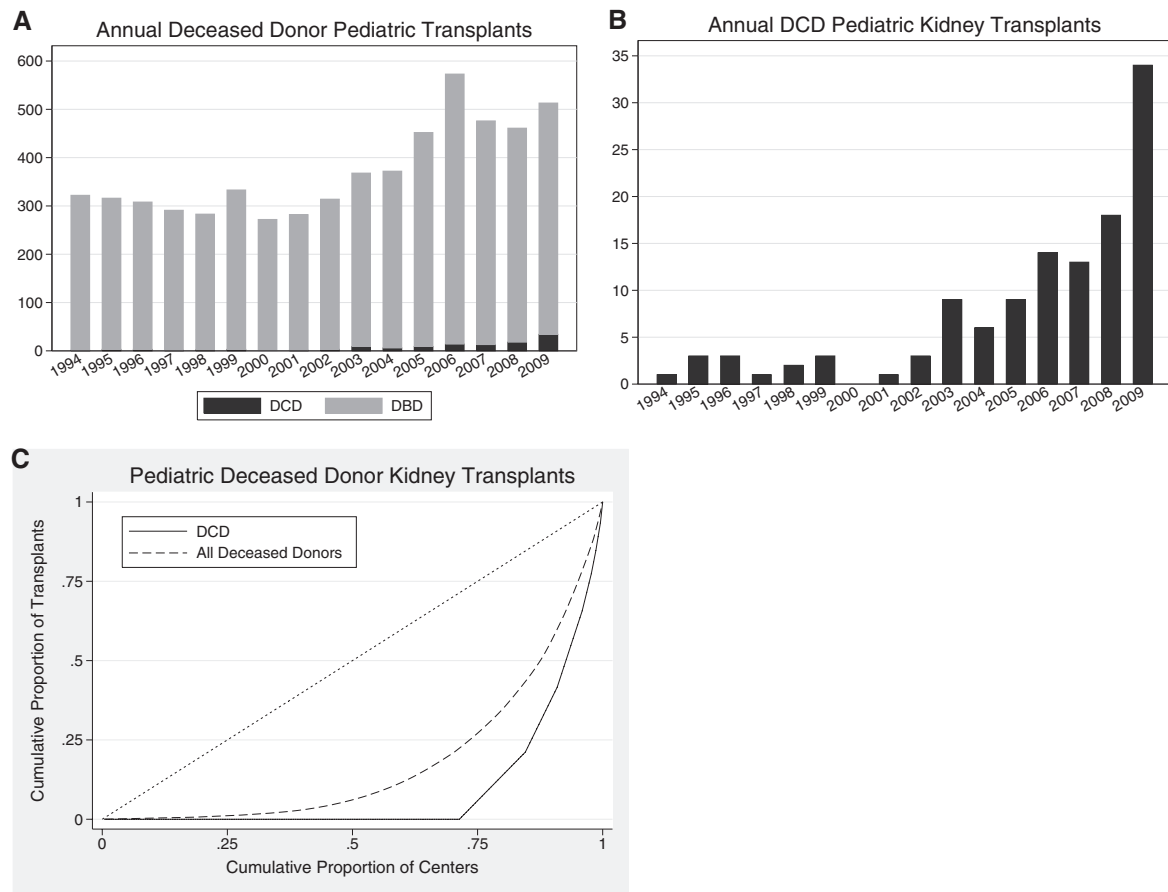 A
Annual Deceased Donor Pediatric Transplants
600
500
400
300
200
100
0
1994 1995 1996 1997 1998 1999 2000 2001 2002 2003 2004 2005 2006 2007 2008 2009
DCD DBD
B
Annual DCD Pediatric Kidney Transplants
35
30
25
20
15
10
5
0
1994 1995 1996 1997 1998 1999 2000 2001 2002 2003 2004 2005 2006 2007 2008 2009
C
Pediatric Deceased Donor Kidney Transplants
Cumulative Proportion of Transplants
1
.75
.5
.25
0
DCD
All Deceased Donors
0 .25 .5 .75 1
Cumulative Proportion of Centers